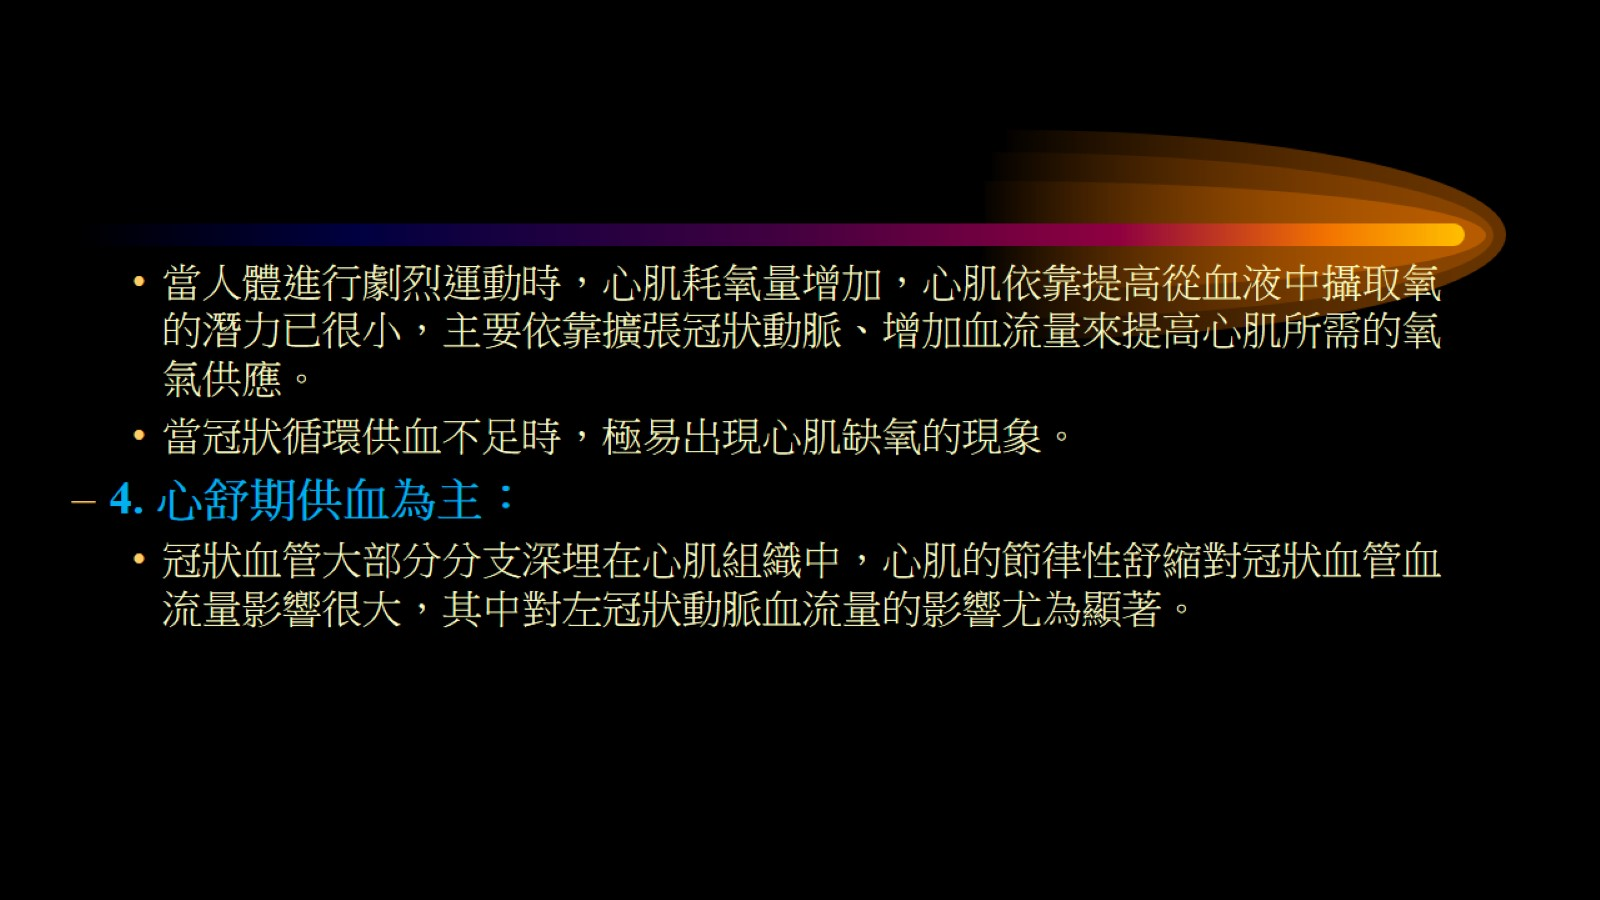 • 當人體進行劇烈運動時，心肌耗氧量增加，心肌依靠提高從血液中攝取氧
的潛力已很小，主要依靠擴張冠狀動脈、增加血流量來提高心肌所需的氧
氣供應。
• 當冠狀循環供血不足時，極易出現心肌缺氧的現象。
– 4. 心舒期供血為主：
• 冠狀血管大部分分支深埋在心肌組織中，心肌的節律性舒縮對冠狀血管血
流量影響很大，其中對左冠狀動脈血流量的影響尤為顯著。